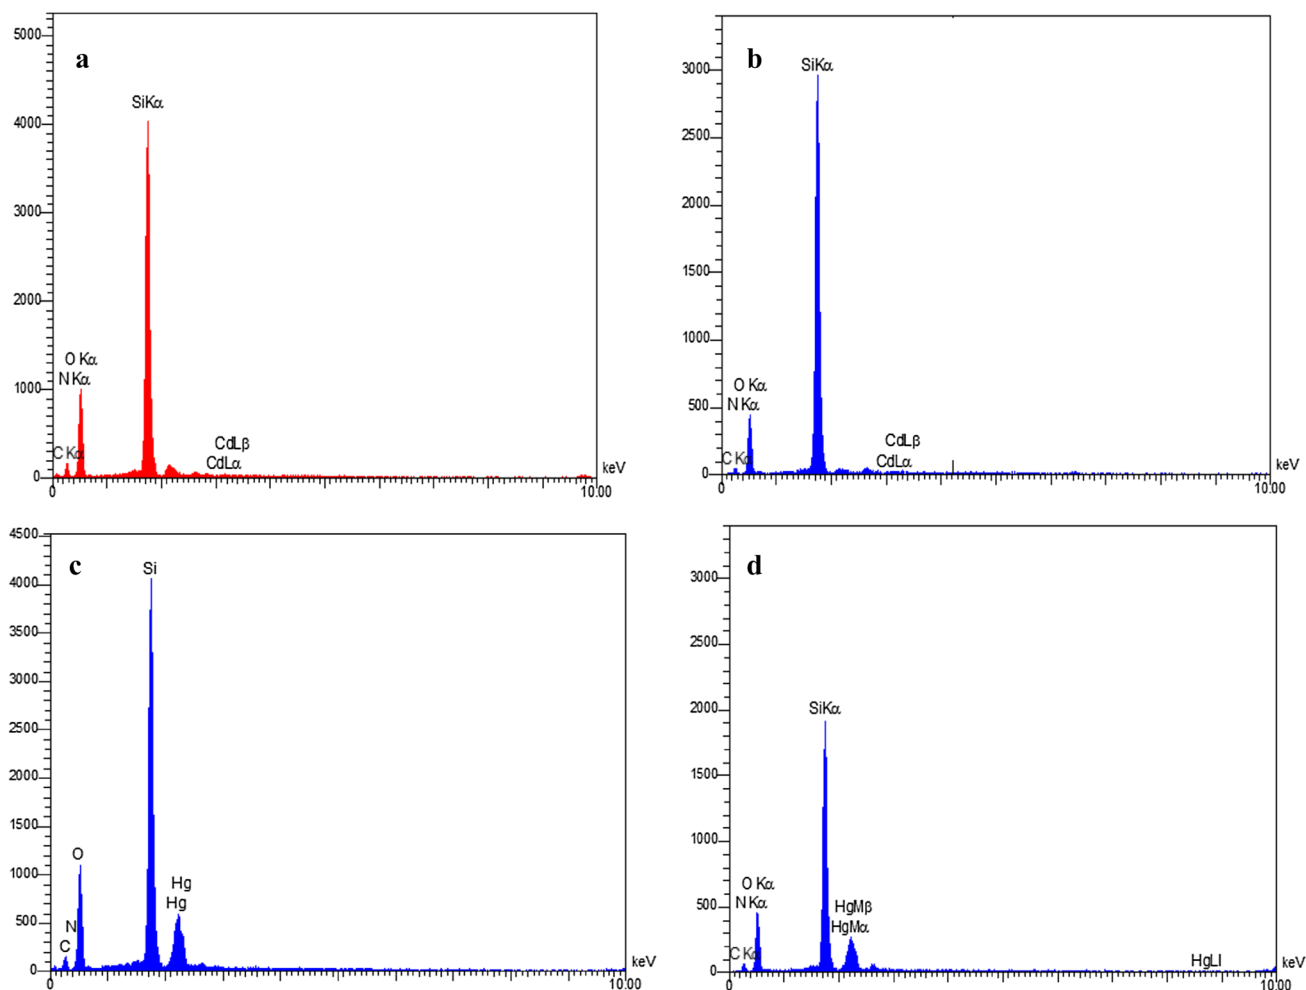 a
5000
4000
3000
2000
1000
0
SiKα
O Kα
N Kα
C Kα
CdLβ
CdLα
keV
0
10.00
b
3000
2500
2000
1500
1000
500
0
SiKα
O Kα
N Kα
C Kα
CdLβ
CdLα
keV
0
10.00
c
4500
4000
3500
3000
2500
2000
1500
1000
500
0
Si
O
N
C
Hg
Hg
keV
0
10.00
d
3000
2500
2000
1500
1000
500
0
SiKα
O Kα
N Kα
C Kα
HgMβ
HgMα
HgLl
keV
0
10.00